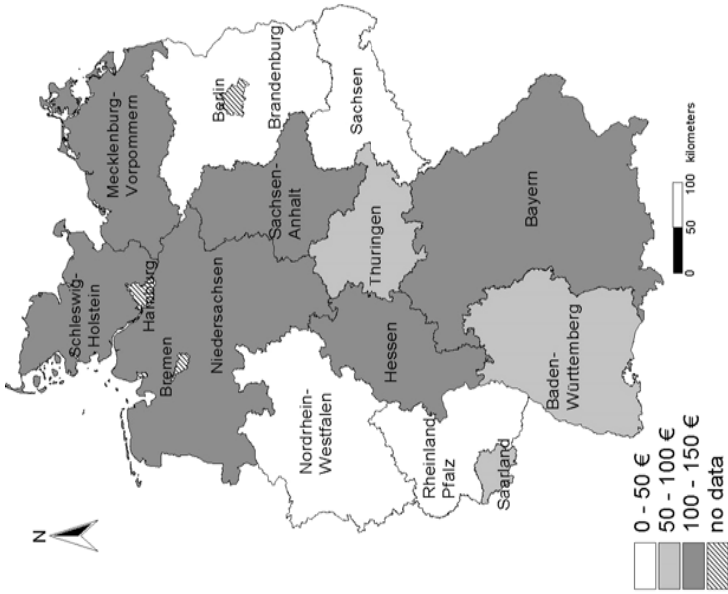 N
Schleswig-
Holstein
Mecklenburg-
Vorpommern
Hamburg
Bremen
Niedersachsen
Berlin
Brandenburg
Sachsen-
Anhalt
Sachsen
Nordrhein-
Westfalen
Hessen
Thuringen
Rheinland
Pfalz
Saarland
Baden-
Württemberg
Bayern
0 - 50 €
50 - 100 €
100 - 150 €
no data
0 50 100
kilometers